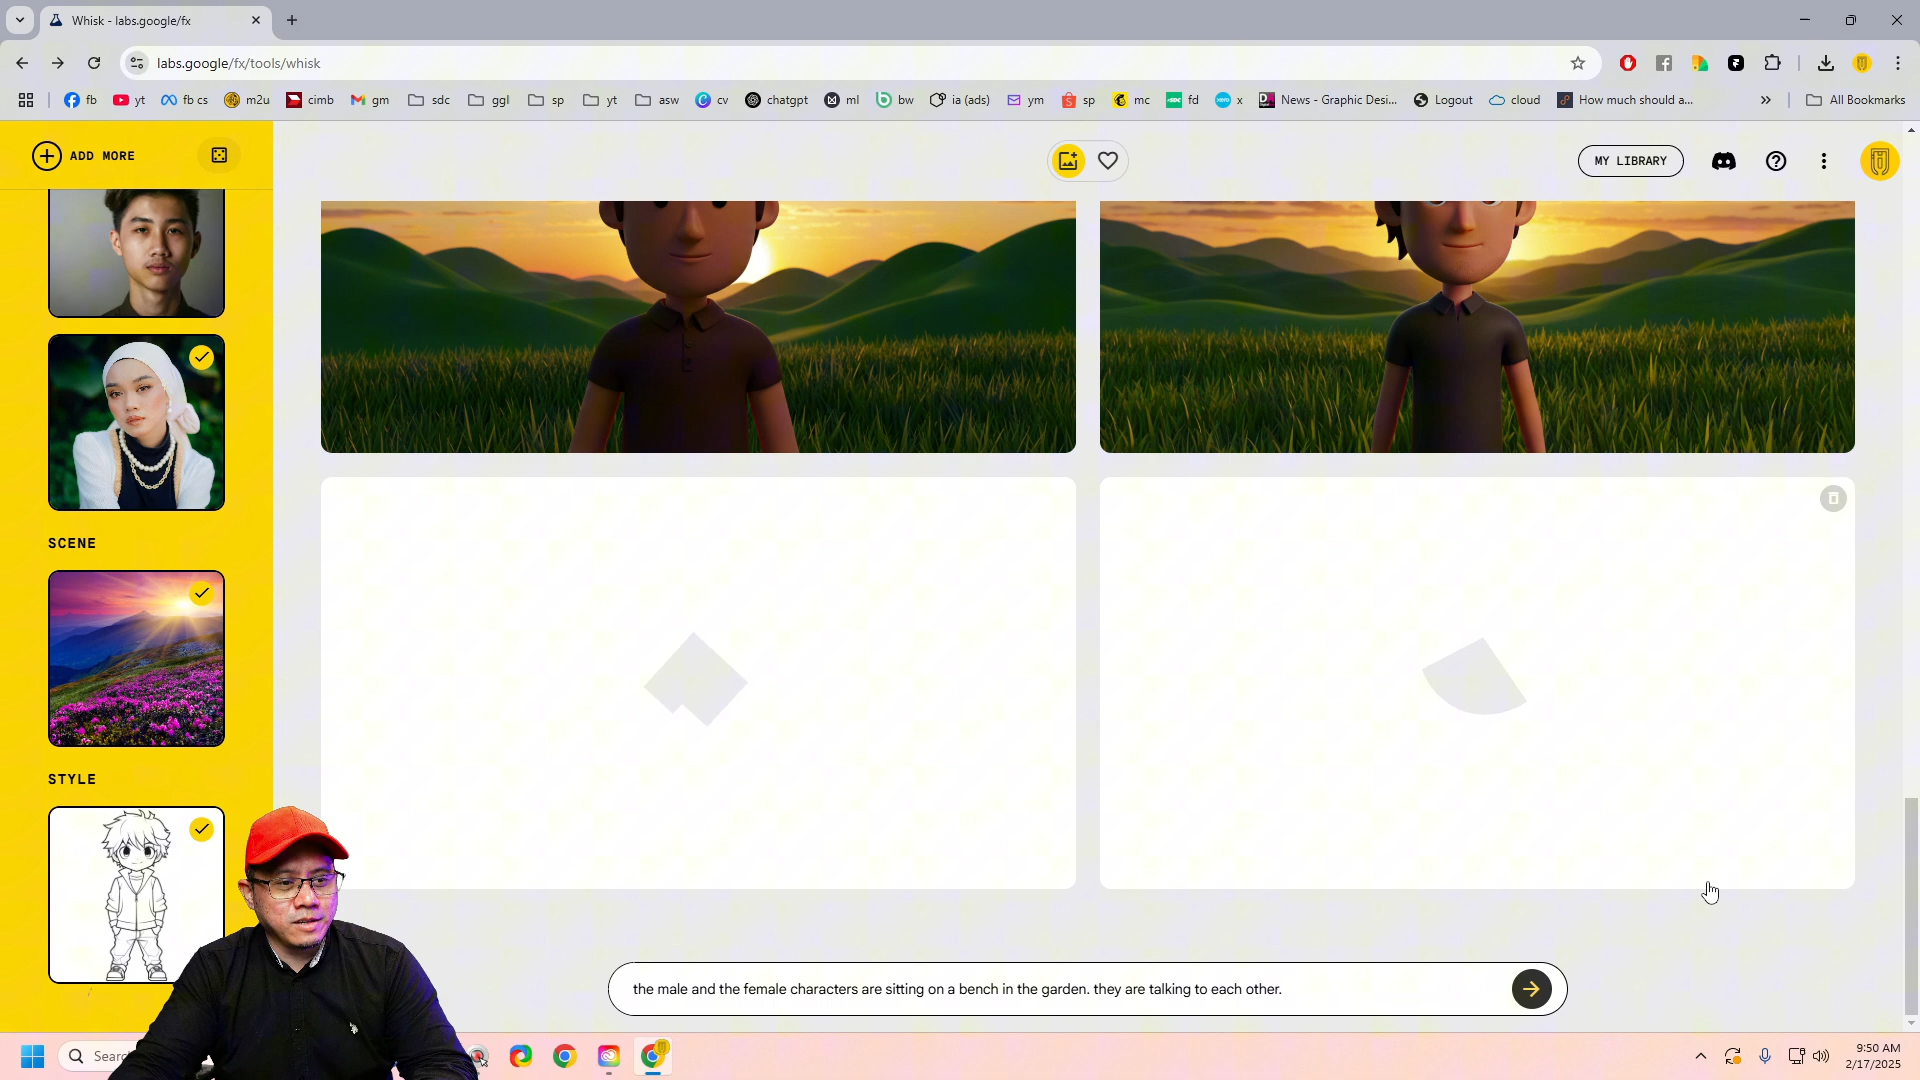 Whisk - labs.google/fx
labs.google/fx/tools/whisk
fb
yt
fb cs
m2u
cimb
gm
sdc
ggl
sp
yt
asw
cv
chatgpt
ml
bw
ia (ads)
ym
sp
mc
fd
x
News - Graphic Desi...
Logout
cloud
How much should a...
All Bookmarks
ADD MORE
MY LIBRARY
SCENE
STYLE
the male and the female characters are sitting on a bench in the garden. they are talking to each other.
Searc
9:50 AM
2/17/2025